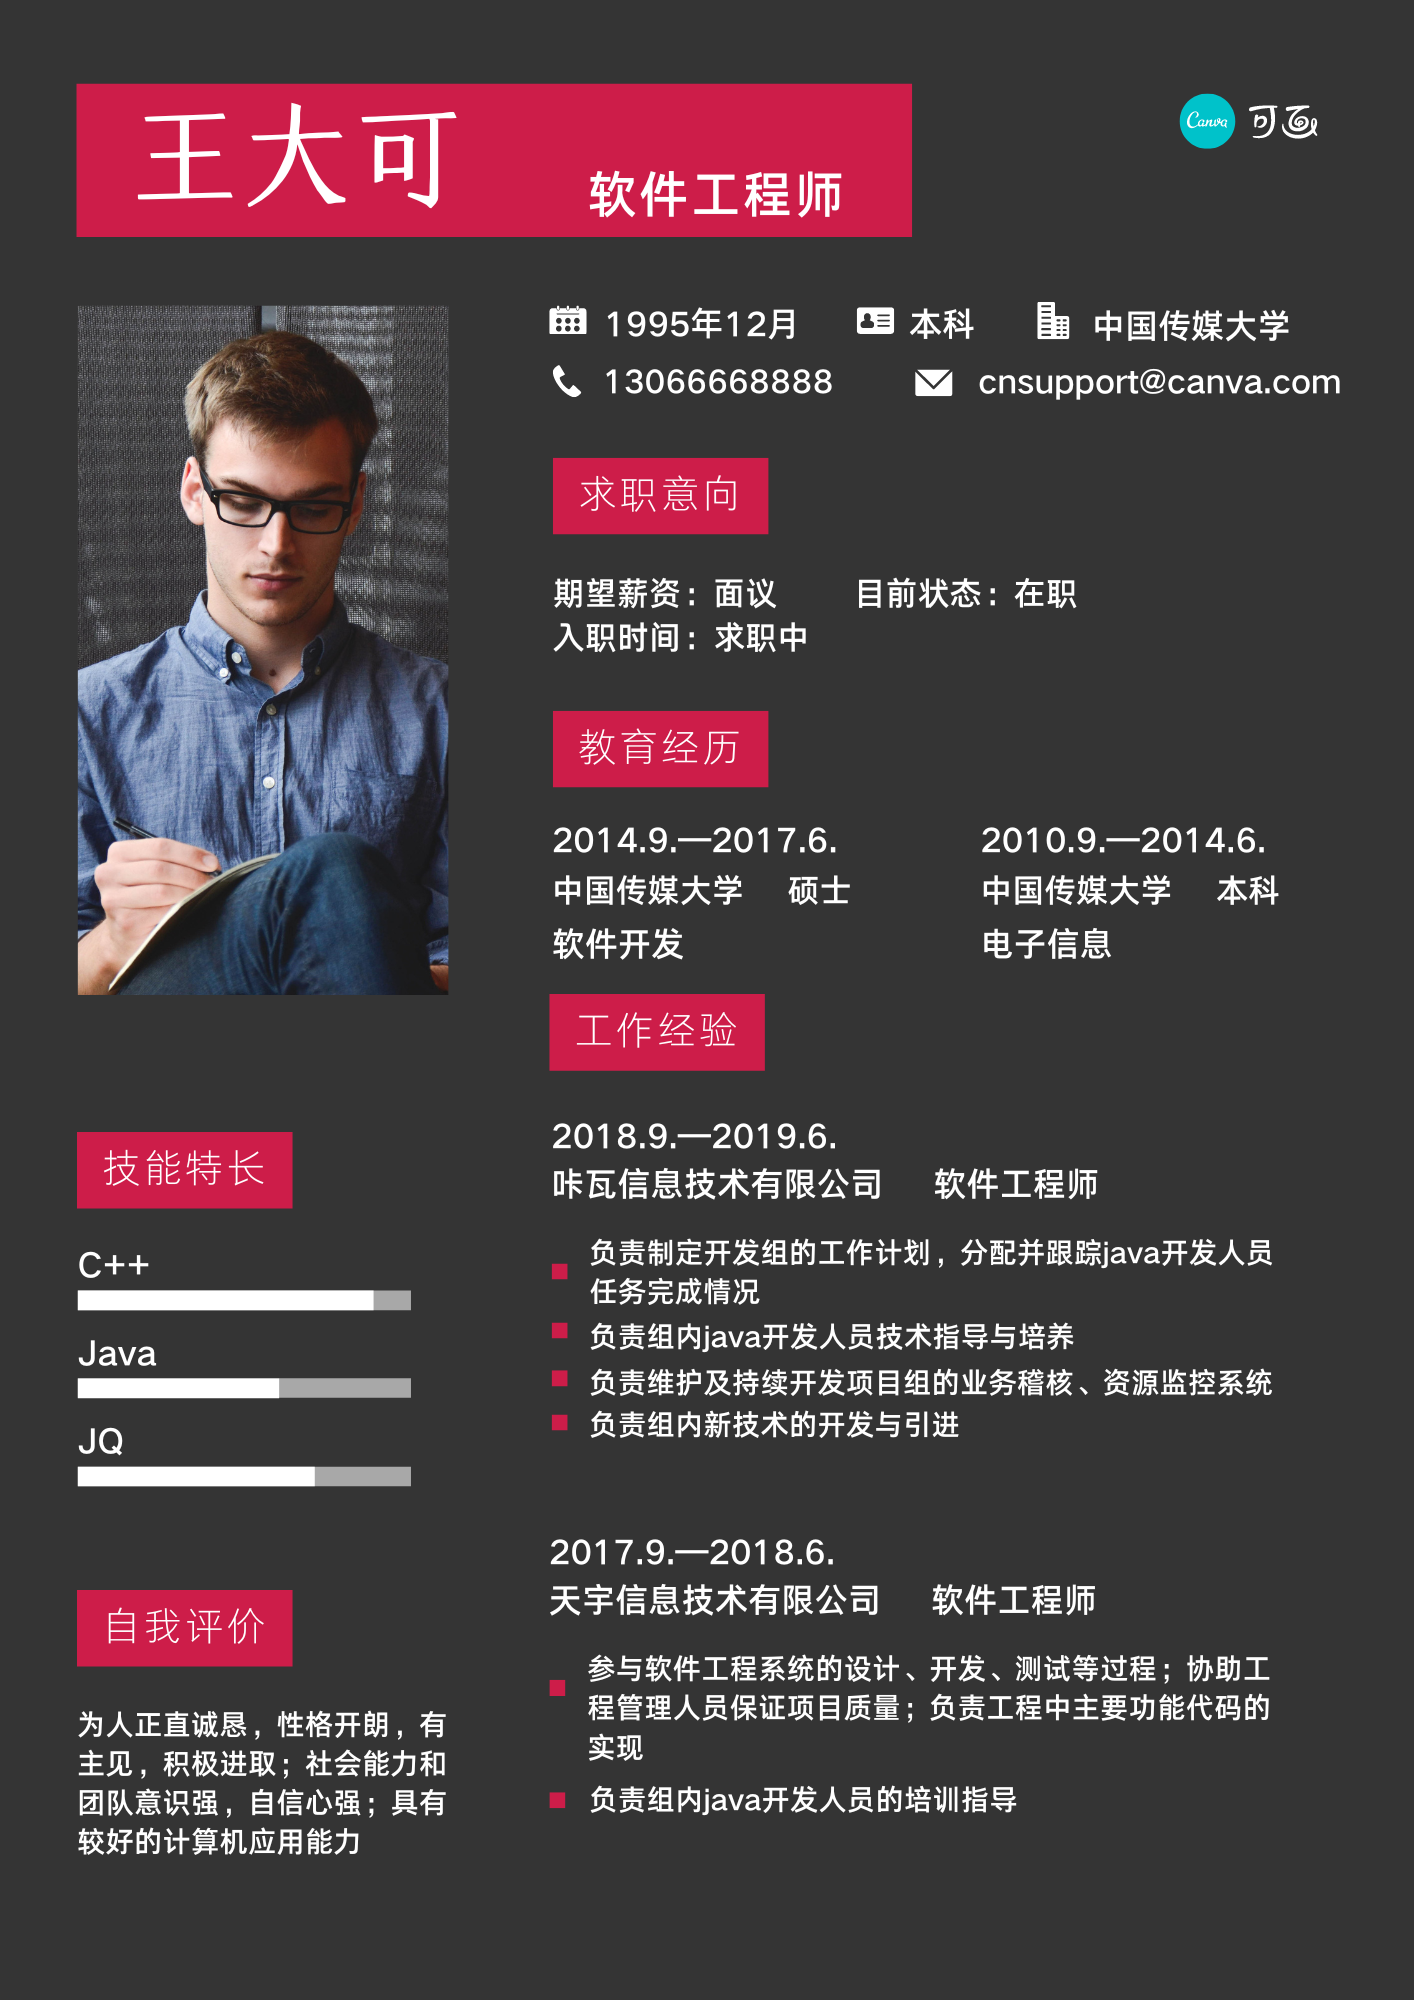 王大可
软件工程师
Canva 可画
1995年12月 本科 中国传媒大学
13066668888 cnsupport@canva.com
求职意向
期望薪资：面议 目前状态：在职
入职时间：求职中
教育经历
2014.9.—2017.6.
中国传媒大学 硕士
软件开发
2010.9.—2014.6.
中国传媒大学 本科
电子信息
工作经验
2018.9.—2019.6.
咔瓦信息技术有限公司 软件工程师
负责制定开发组的工作计划，分配并跟踪java开发人员
任务完成情况
负责组内java开发人员技术指导与培养
负责维护及持续开发项目组的业务稽核、资源监控系统
负责组内新技术的开发与引进
2017.9.—2018.6.
天宇信息技术有限公司 软件工程师
参与软件工程系统的设计、开发、测试等过程；协助工
程管理人员保证项目质量；负责工程中主要功能代码的
实现
负责组内java开发人员的培训指导
技能特长
C++
Java
JQ
自我评价
为人正直诚恳，性格开朗，有
主见，积极进取；社会能力和
团队意识强，自信心强；具有
较好的计算机应用能力